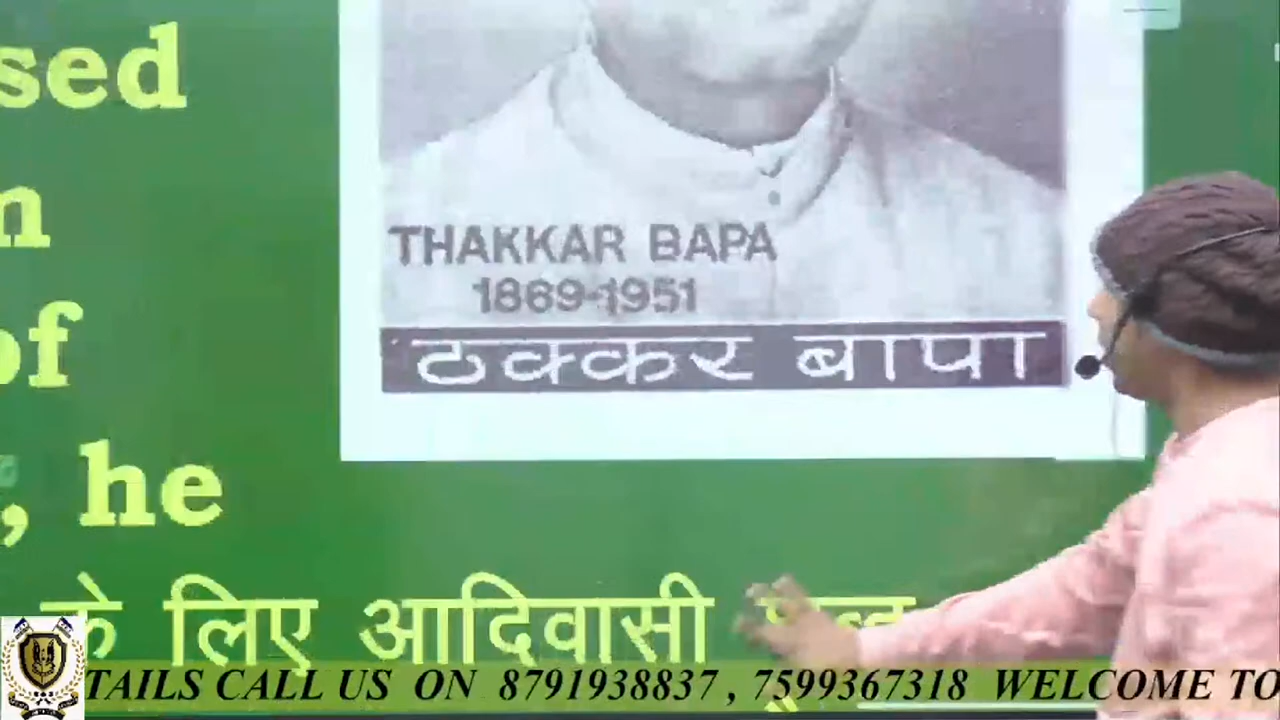 sed
n
of
THAKKAR BAPA
1869-1951
ठक्कर बापा
, he
के लिए आदिवासी
TAILS CALL US ON 8791938837 , 7599367318 WELCOME TO